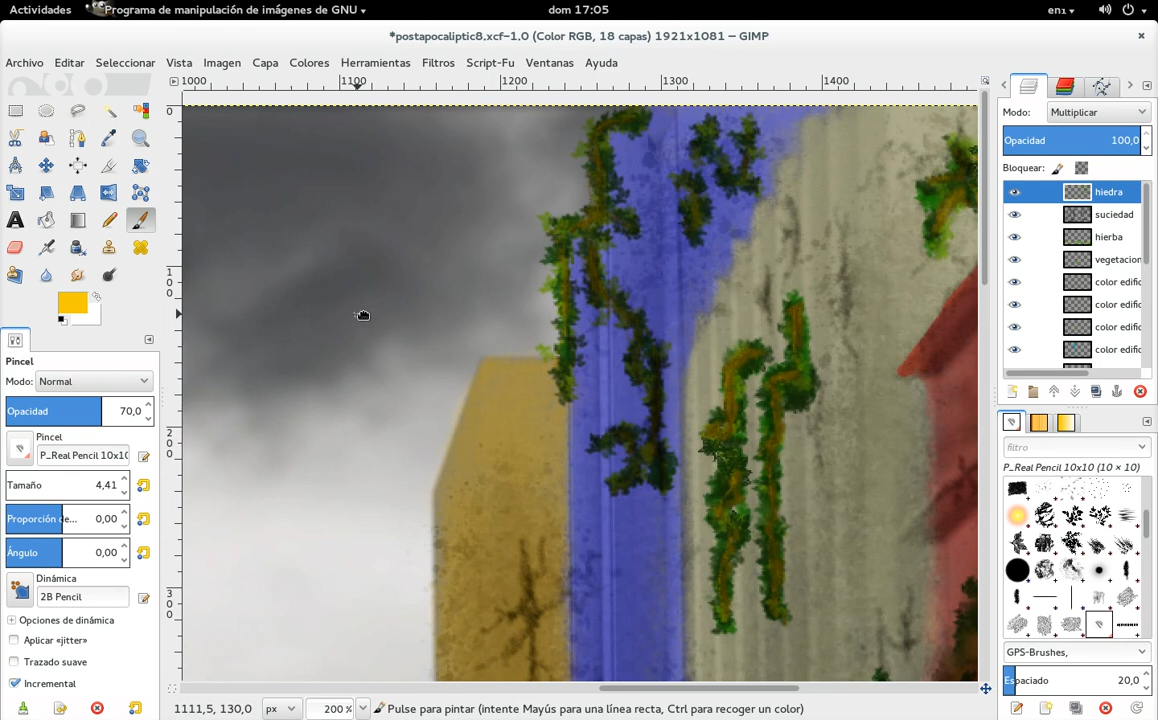 Actividades Programa de manipulación de imágenes de GNU dom 17:05 en1
*postapocaliptic8.xcf-1.0 (Color RGB, 18 capas) 1921x1081 – GIMP
Archivo Editar Seleccionar Vista Imagen Capa Colores Herramientas Filtros Script-Fu Ventanas Ayuda
1000 1100 1200 1300 1400
0
100
200
300
Modo: Multiplicar
Opacidad 100,0
Bloquear:
hiedra
suciedad
hierba
vegetacion
color edific
color edific
color edific
color edific
filtro
P_Real Pencil 10x10 (10 × 10)
GPS-Brushes,
Espaciado 20,0
Pincel
Modo: Normal
Opacidad 70,0
Pincel
P_Real Pencil 10x10
Tamaño 4,41
Proporción de... 0,00
Ángulo 0,00
Dinámica
2B Pencil
Opciones de dinámica
Aplicar «jitter»
Trazado suave
Incremental
1111,5, 130,0 px 200 % Pulse para pintar (intente Mayús para una línea recta, Ctrl para recoger un color)